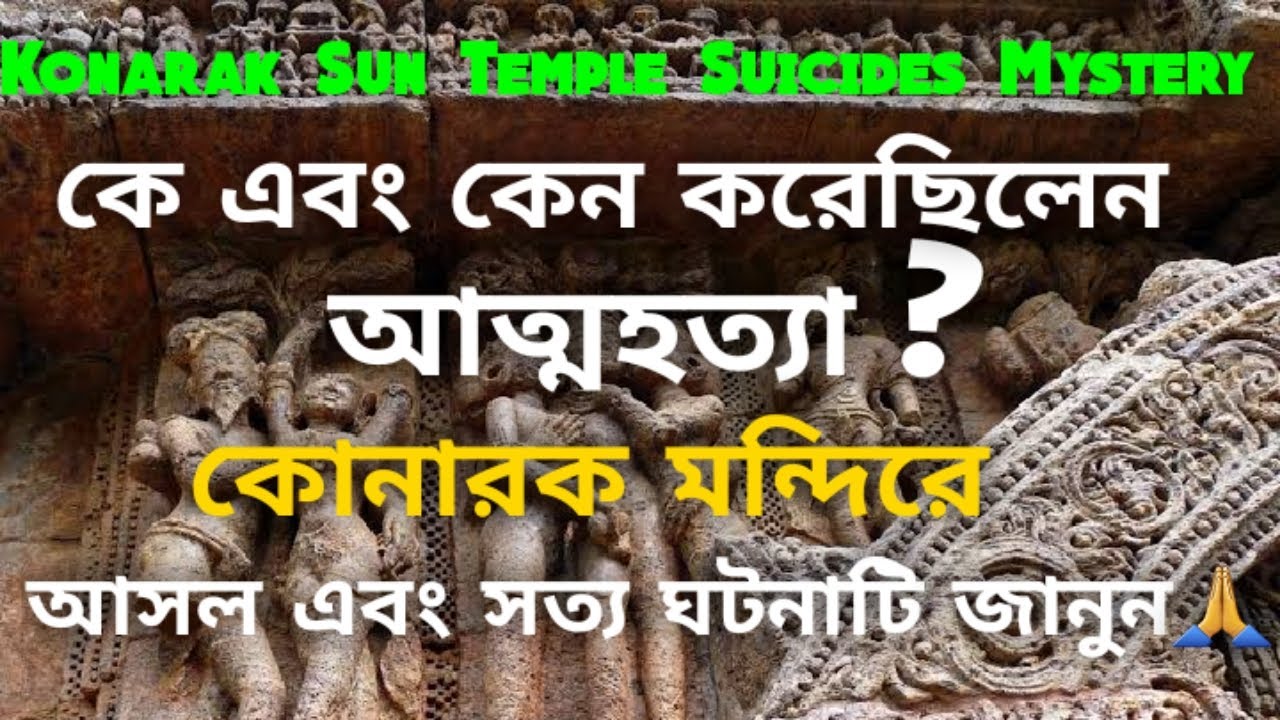 Konarak Sun Temple Suicides Mystery
কে এবং কেন করেছিলেন
আত্মহত্যা ?
কোনারক মন্দিরে
আসল এবং সত্য ঘটনাটি জানুন🙏